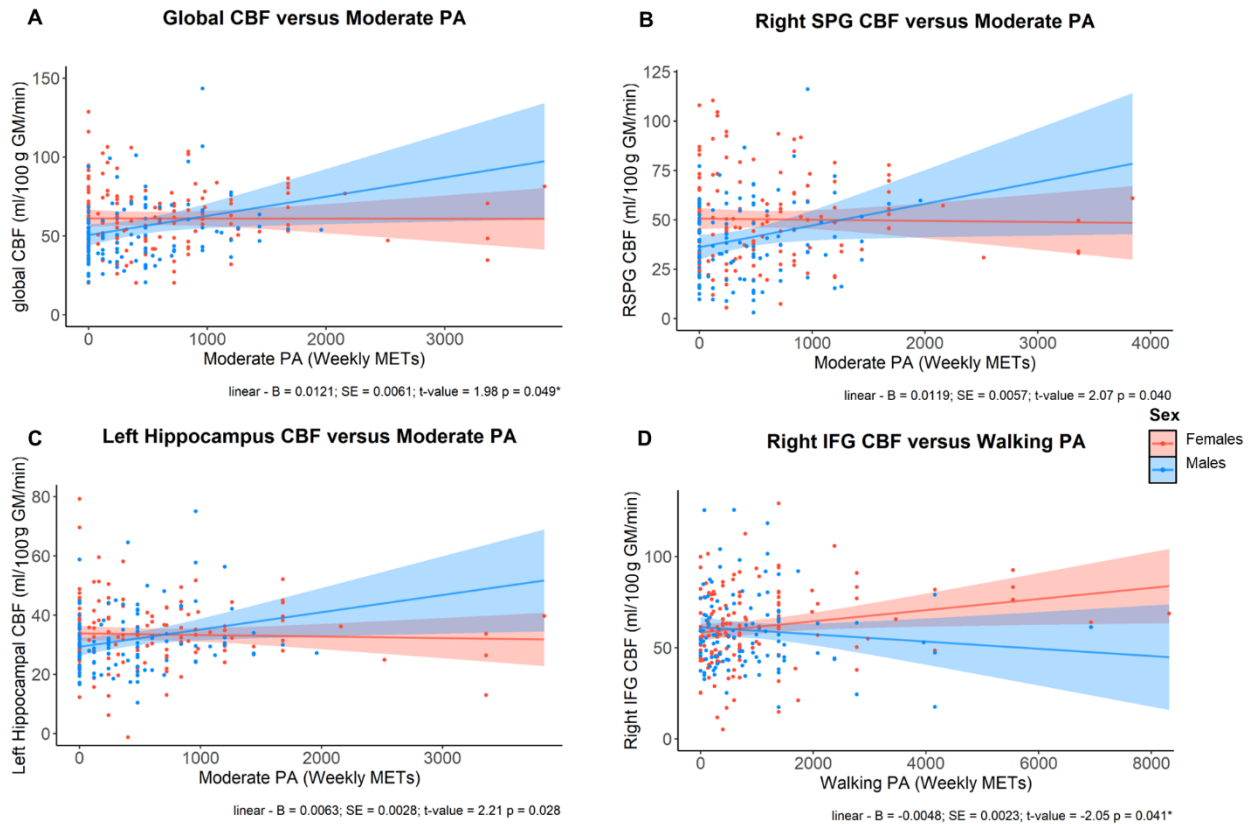 A
Global CBF versus Moderate PA
global CBF (ml/100 g GM/min)
150
100
50
0
0 1000 2000 3000
Moderate PA (Weekly METs)
linear - B = 0.0121; SE = 0.0061; t-value = 1.98 p = 0.049*
B
Right SPG CBF versus Moderate PA
RSPG CBF (ml/100 g GM/min)
125
100
75
50
25
0
0 1000 2000 3000 4000
Moderate PA (Weekly METs)
linear - B = 0.0119; SE = 0.0057; t-value = 2.07 p = 0.040
C
Left Hippocampus CBF versus Moderate PA
Left Hippocampal CBF (ml/100'g GM/min)
80
60
40
20
0
0 1000 2000 3000
Moderate PA (Weekly METs)
linear - B = 0.0063; SE = 0.0028; t-value = 2.21 p = 0.028
D
Right IFG CBF versus Walking PA
Sex
Females
Males
Right IFG CBF (ml/100 g GM/min)
100
50
0
0 2000 4000 6000 8000
Walking PA (Weekly METs)
linear - B = -0.0048; SE = 0.0023; t-value = -2.05 p = 0.041*